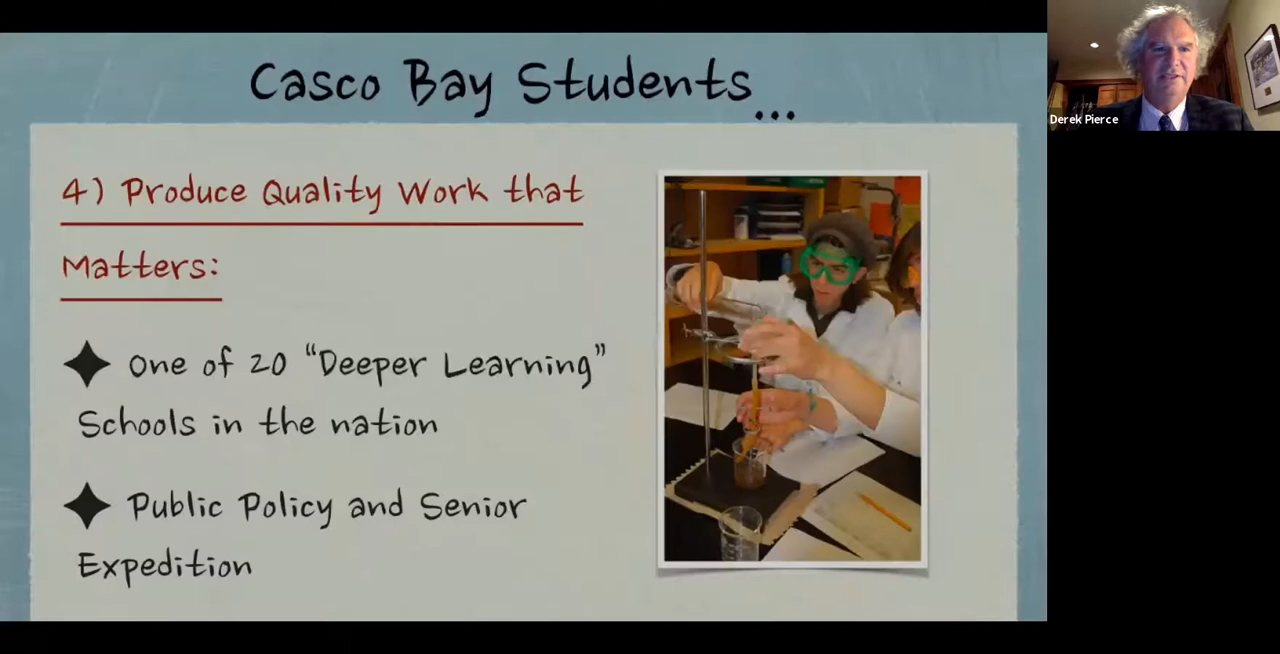 Casco Bay Students...
4) Produce Quality Work that
Matters:
One of 20 “Deeper Learning”
Schools in the nation
Public Policy and Senior
Expedition
Derek Pierce